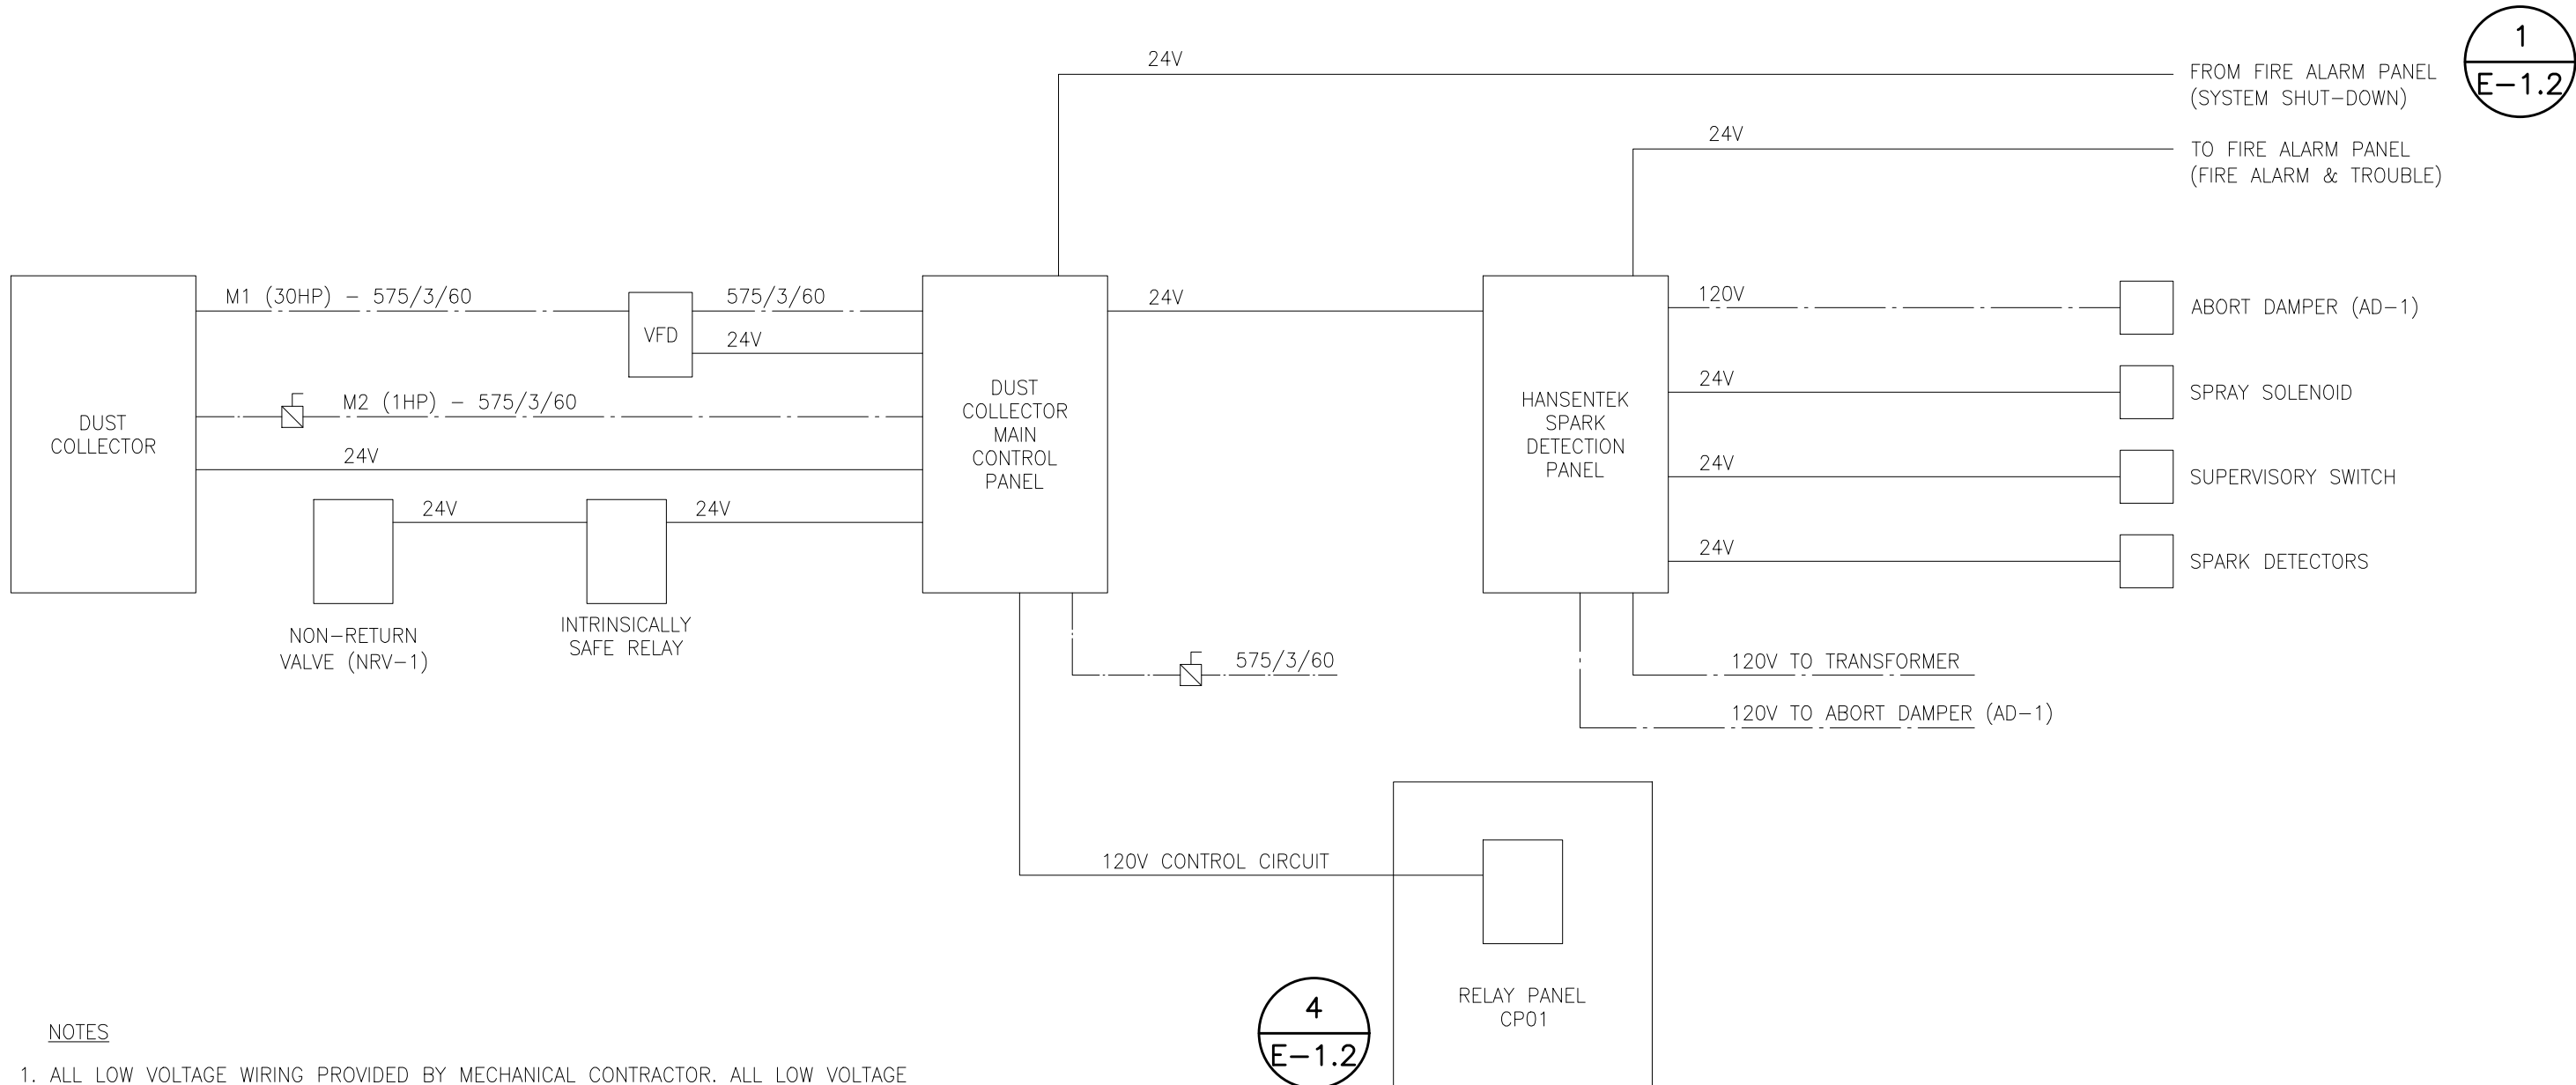 24V
FROM FIRE ALARM PANEL
(SYSTEM SHUT-DOWN)
1
E-1.2
24V
TO FIRE ALARM PANEL
(FIRE ALARM & TROUBLE)
M1 (30HP) - 575/3/60
VFD
575/3/60
24V
M2 (1HP) - 575/3/60
24V
DUST
COLLECTOR
24V
24V
NON-RETURN
VALVE (NRV-1)
INTRINSICALLY
SAFE RELAY
DUST
COLLECTOR
MAIN
CONTROL
PANEL
24V
HANSENTEK
SPARK
DETECTION
PANEL
120V
ABORT DAMPER (AD-1)
24V
SPRAY SOLENOID
24V
SUPERVISORY SWITCH
24V
SPARK DETECTORS
575/3/60
120V TO TRANSFORMER
120V TO ABORT DAMPER (AD-1)
120V CONTROL CIRCUIT
RELAY PANEL
CP01
4
E-1.2
NOTES
1. ALL LOW VOLTAGE WIRING PROVIDED BY MECHANICAL CONTRACTOR. ALL LOW VOLTAGE